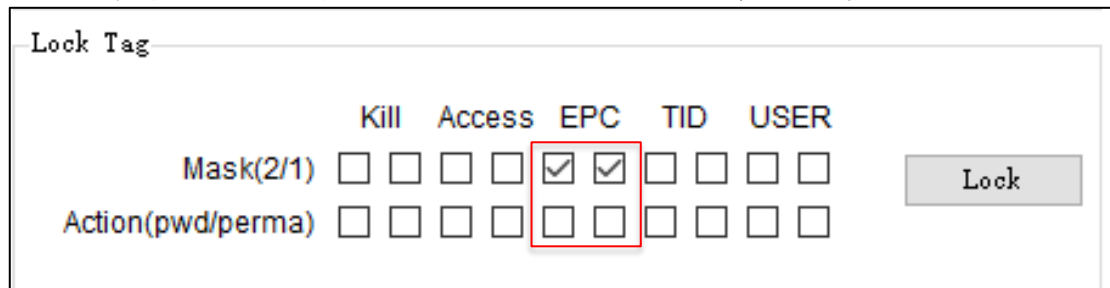 Lock Tag
Kill Access EPC TID USER
Mask(2/1)
Lock
Action(pwd/perma)